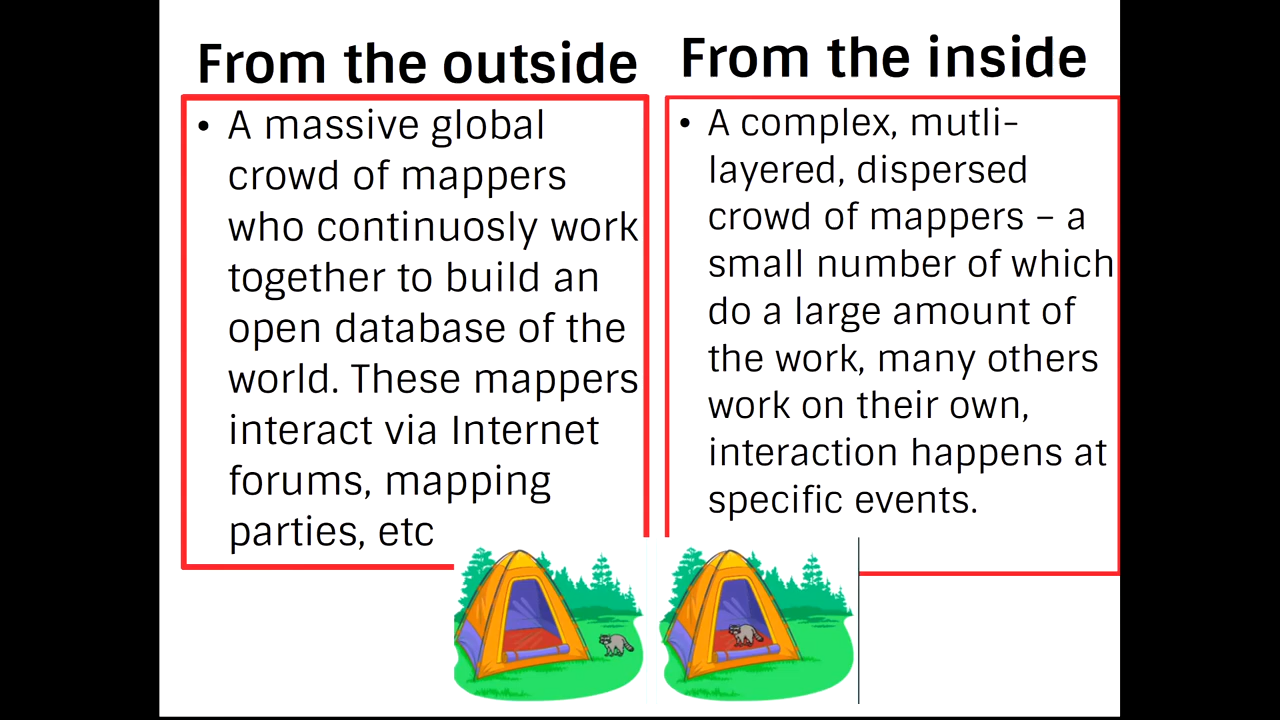 From the outside
• A massive global
crowd of mappers
who continuosly work
together to build an
open database of the
world. These mappers
interact via Internet
forums, mapping
parties, etc
From the inside
• A complex, mutli-
layered, dispersed
crowd of mappers – a
small number of which
do a large amount of
the work, many others
work on their own,
interaction happens at
specific events.